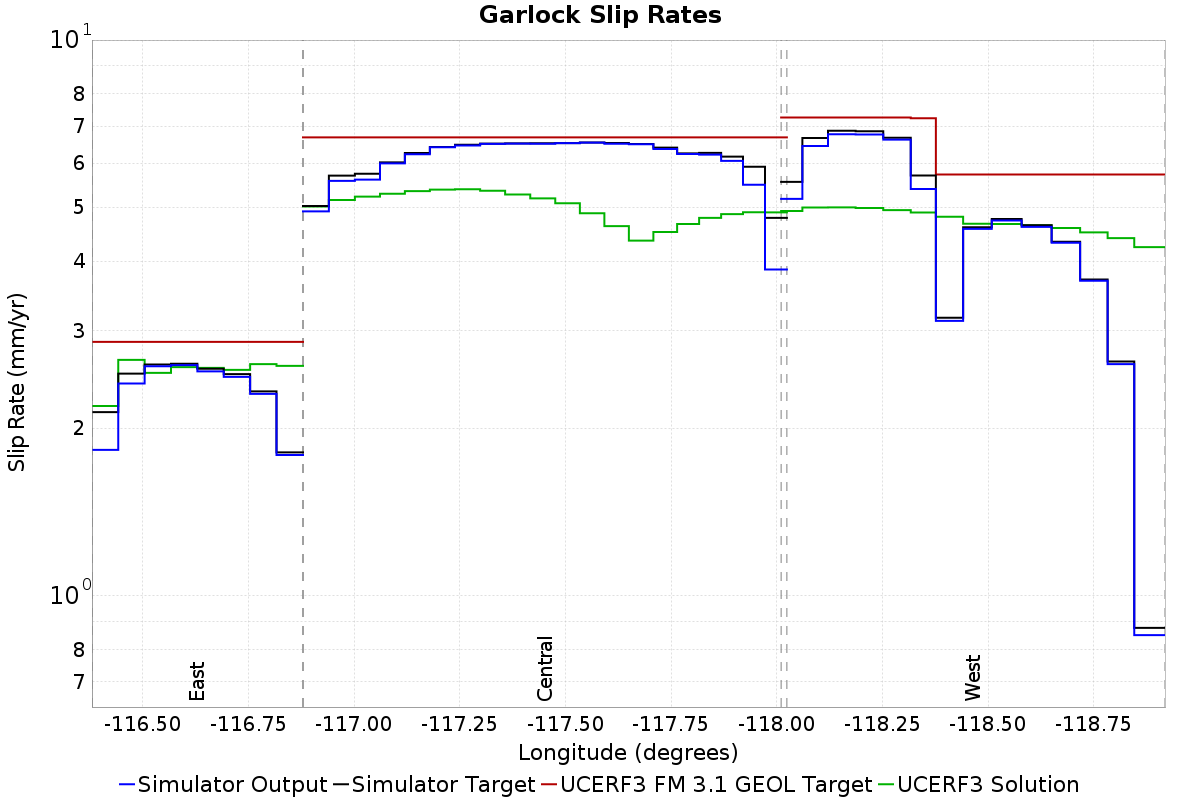 Garlock Slip Rates
10^1
8
7
6
5
4
3
2
10^0
8
7
Slip Rate (mm/yr)
East
Central
West
-116.50 -116.75 -117.00 -117.25 -117.50 -117.75 -118.00 -118.25 -118.50 -118.75
Longitude (degrees)
Simulator Output Simulator Target UCERF3 FM 3.1 GEOL Target UCERF3 Solution